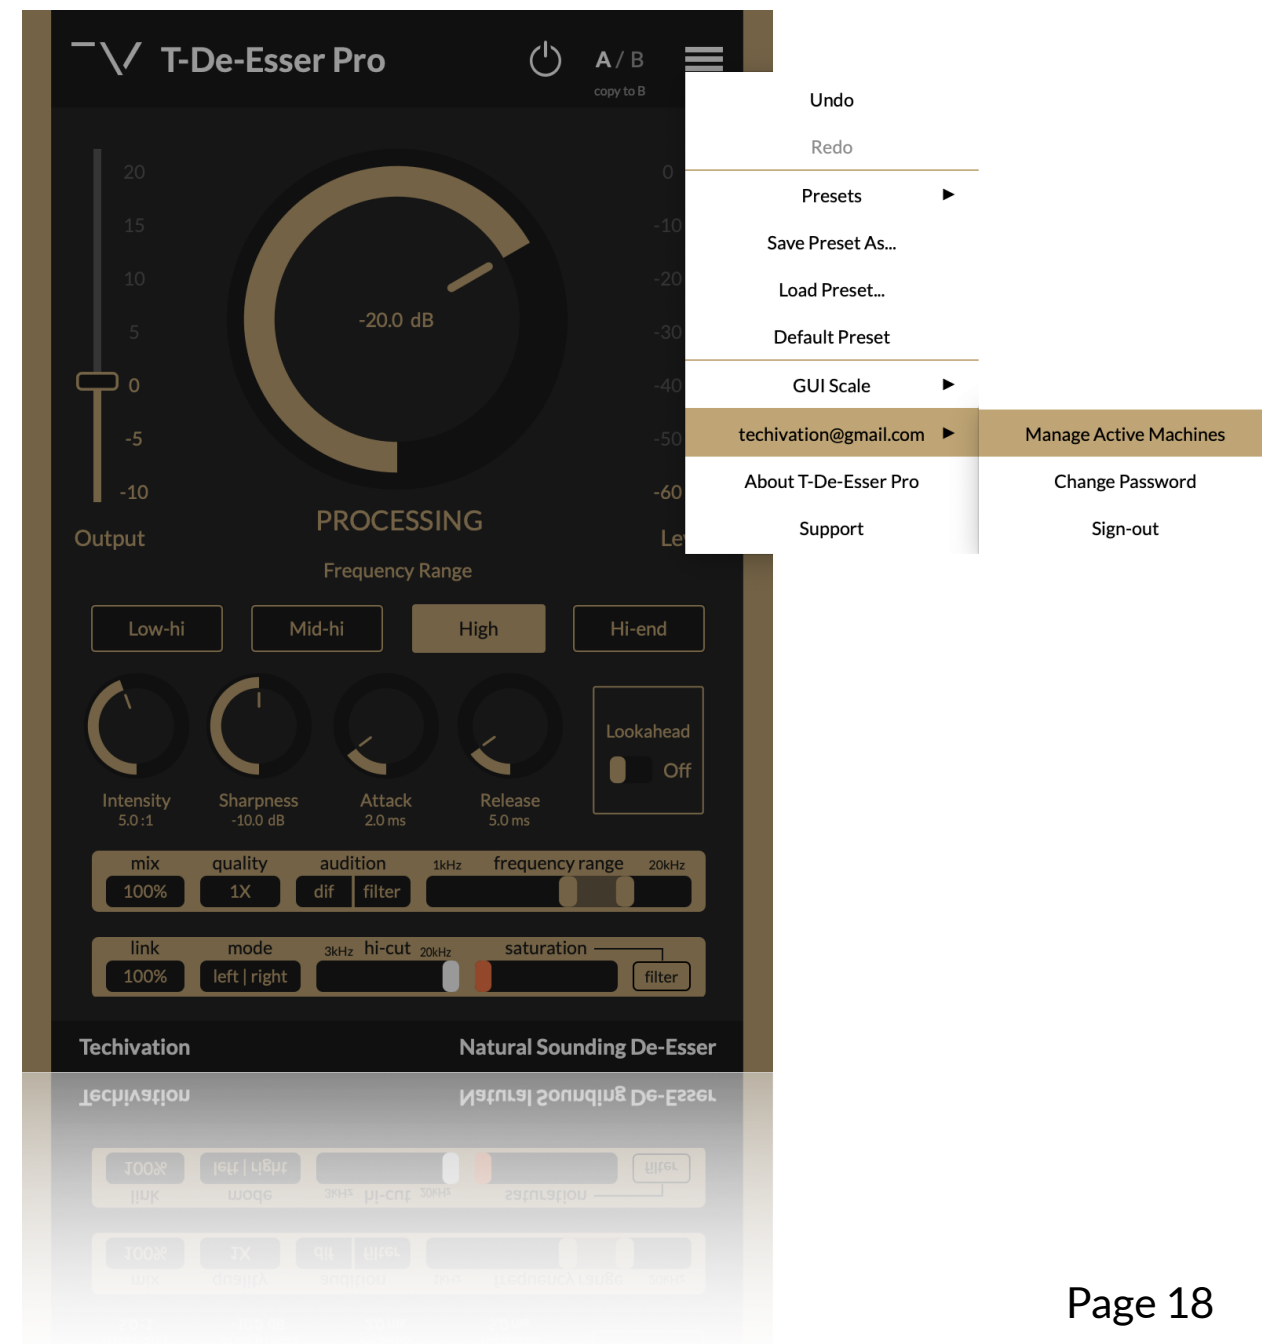 T-De-Esser Pro
A / B
copy to B
Undo
Redo
Presets
Save Preset As...
Load Preset...
Default Preset
GUI Scale
techivation@gmail.com
Manage Active Machines
About T-De-Esser Pro
Change Password
Support
Sign-out
20
15
10
5
0
-5
-10
Output
-20.0 dB
PROCESSING
0
-10
-20
-30
-40
-50
-60
Le
Frequency Range
Low-hi
Mid-hi
High
Hi-end
Intensity
5.0 :1
Sharpness
-10.0 dB
Attack
2.0 ms
Release
5.0 ms
Lookahead
Off
mix quality audition 1kHz frequency range 20kHz
100% 1X dif filter
link mode 3kHz hi-cut 20kHz saturation
100% left | right filter
Techivation Natural Sounding De-Esser
Page 18